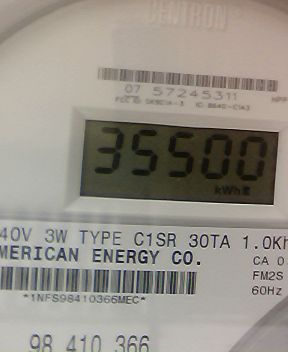 CENTRON®
07 57245311
35500
kWh
40V 3W TYPE C1SR 30TA 1.0Kh
MERICAN ENERGY CO.
CA 0
FM2S
*1NFS98410366MEC*
60Hz
98 410 366